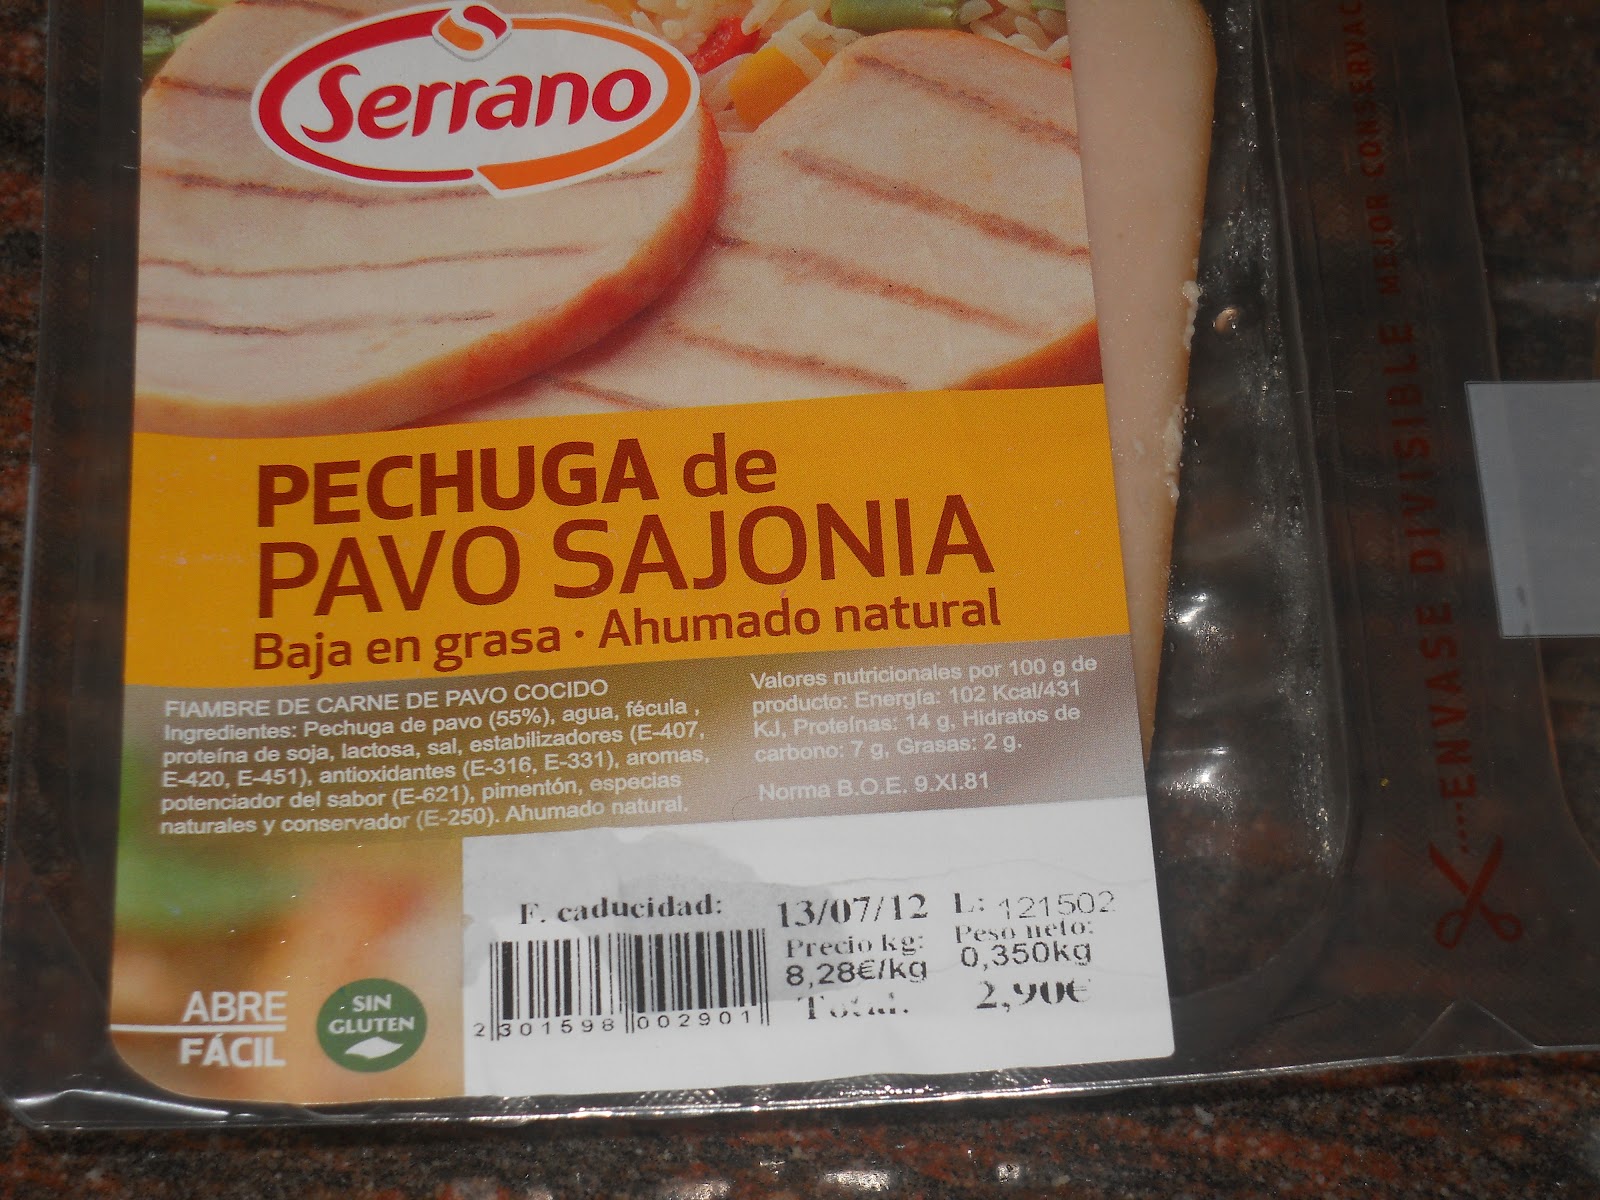 Serrano
PECHUGA de
PAVO SAJONIA
Baja en grasa · Ahumado natural
FIAMBRE DE CARNE DE PAVO COCIDO
Ingredientes: Pechuga de pavo (55%), agua, fécula ,
proteína de soja, lactosa, sal, estabilizadores (E-407,
E-420, E-451), antioxidantes (E-316, E-331), aromas,
potenciador del sabor (E-621), pimentón, especias
naturales y conservador (E-250). Ahumado natural.
Valores nutricionales por 100 g de
producto: Energía: 102 Kcal/431
KJ, Proteínas: 14 g, Hidratos de
carbono: 7 g, Grasas: 2 g.
Norma B.O.E. 9.XI.81
F. caducidad: 13/07/12 L: 121502
Precio kg: Peso neto:
8,28€/kg 0,350kg
Total: 2,90€
2 301598 002901
ABRE
FÁCIL
SIN
GLUTEN
ENVASE DIVISIBLE MEJOR CONSERVAC